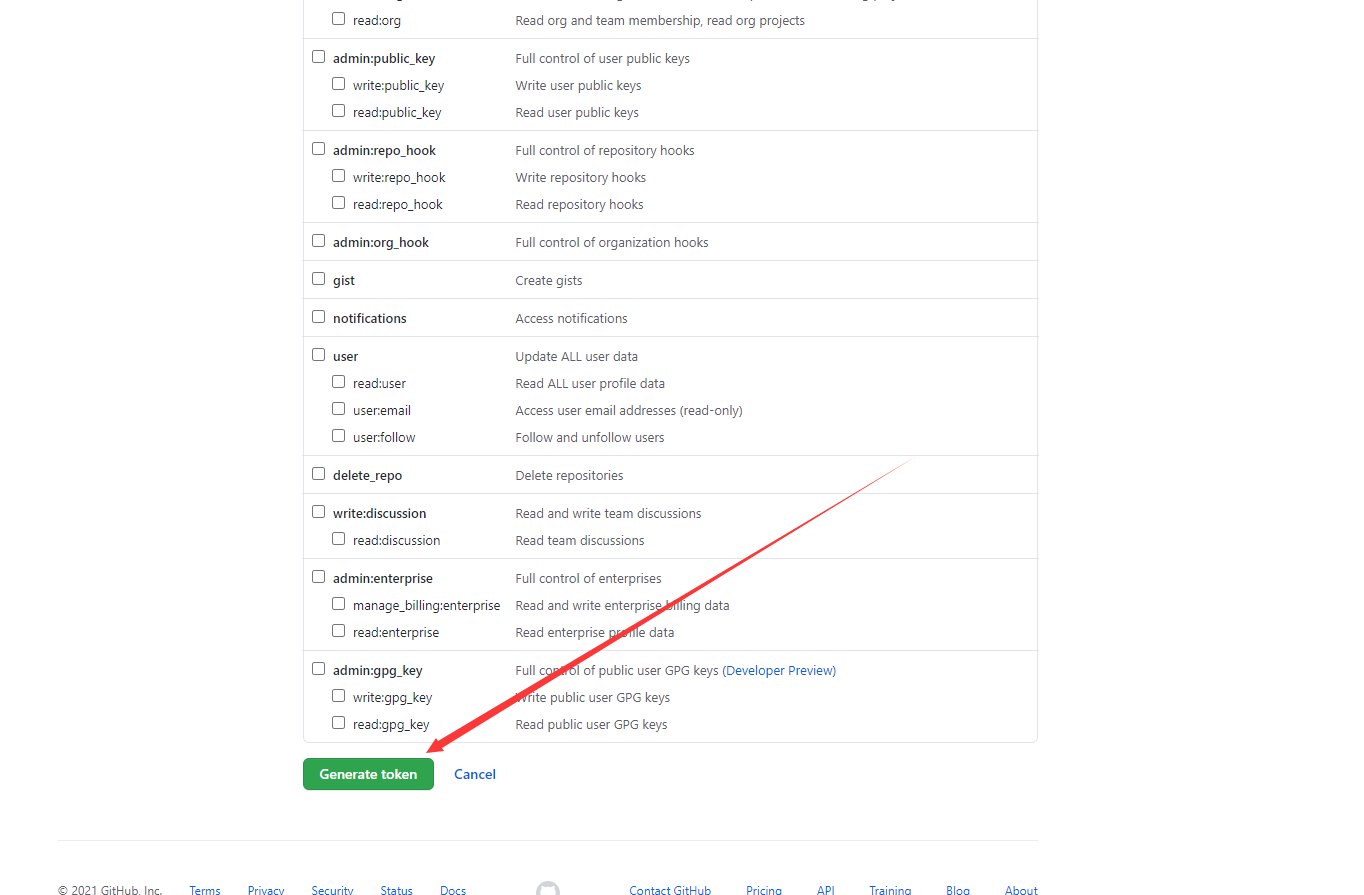 read:org Read org and team membership, read org projects
admin:public_key Full control of user public keys
write:public_key Write user public keys
read:public_key Read user public keys
admin:repo_hook Full control of repository hooks
write:repo_hook Write repository hooks
read:repo_hook Read repository hooks
admin:org_hook Full control of organization hooks
gist Create gists
notifications Access notifications
user Update ALL user data
read:user Read ALL user profile data
user:email Access user email addresses (read-only)
user:follow Follow and unfollow users
delete_repo Delete repositories
write:discussion Read and write team discussions
read:discussion Read team discussions
admin:enterprise Full control of enterprises
manage_billing:enterprise Read and write enterprise billing data
read:enterprise Read enterprise profile data
admin:gpg_key Full control of public user GPG keys (Developer Preview)
write:gpg_key Write public user GPG keys
read:gpg_key Read public user GPG keys
Generate token Cancel
© 2021 GitHub, Inc. Terms Privacy Security Status Docs Contact GitHub Pricing API Training Blog About